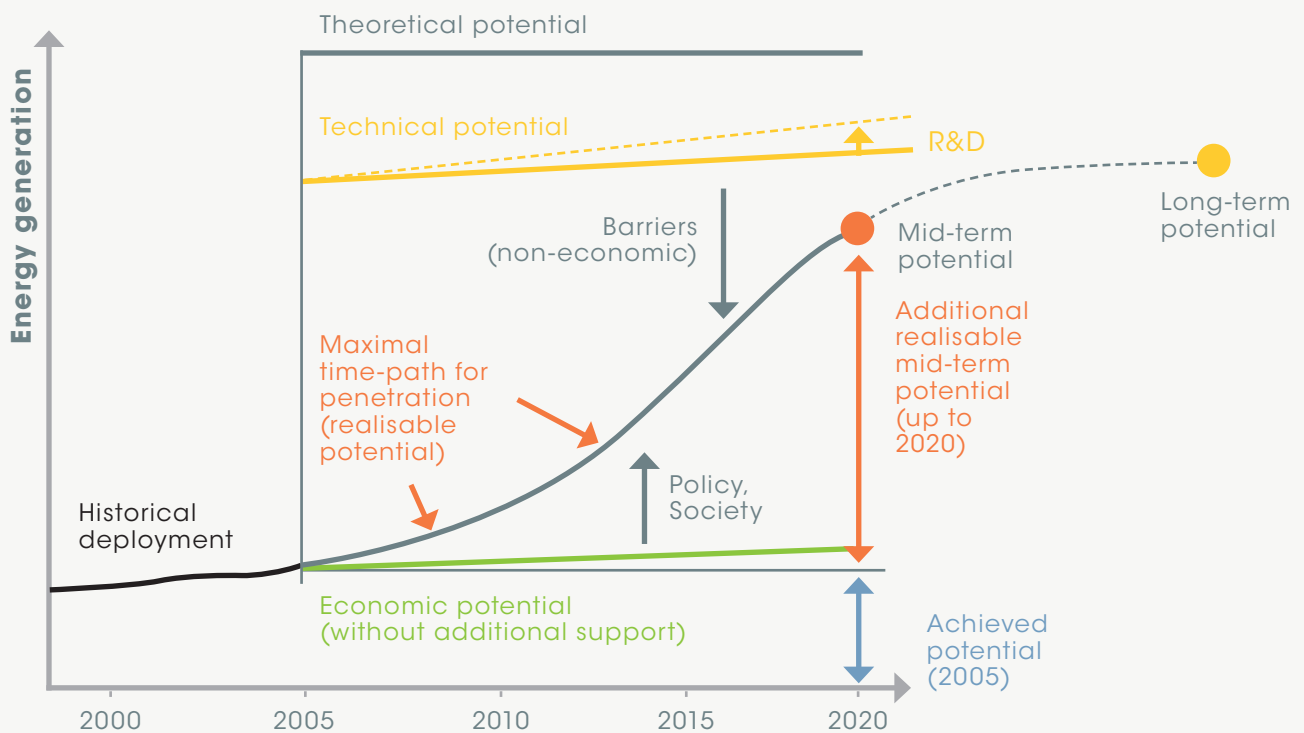 Theoretical potential
Energy generation
Technical potential
R&D
Barriers
(non-economic)
Long-term
potential
Mid-term
potential
Additional
realisable
mid-term
potential
(up to
2020)
Maximal
time-path for
penetration
(realisable
potential)
Policy,
Society
Historical
deployment
Economic potential
(without additional support)
Achieved
potential
(2005)
2000
2005
2010
2015
2020